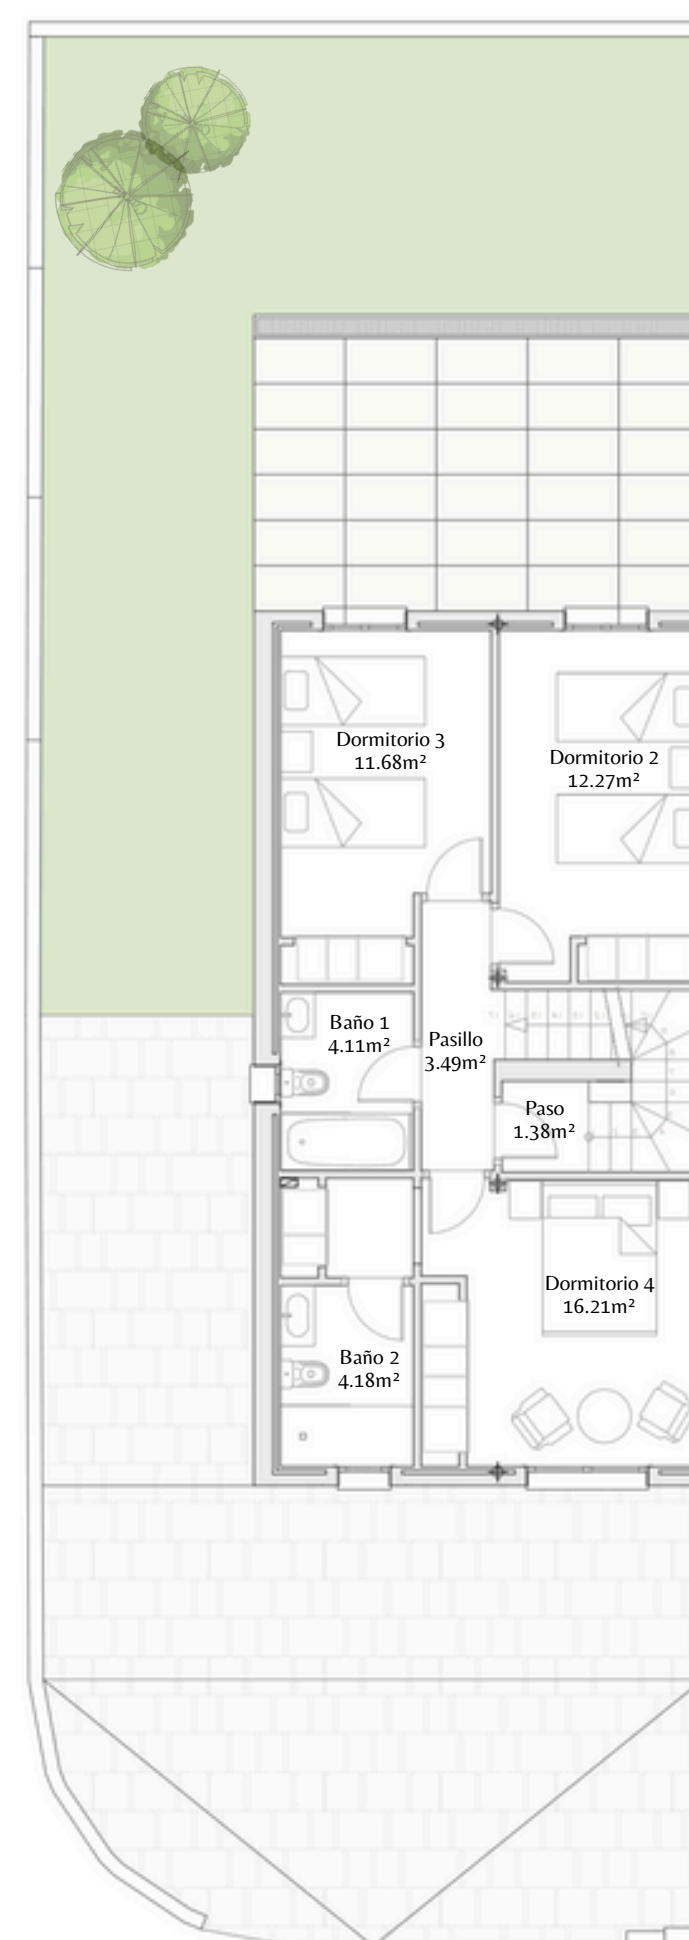 Dormitorio 3
11.68m²
Dormitorio 2
12.27m²
Baño 1
4.11m²
Pasillo
3.49m²
Paso
1.38m²
Dormitorio 4
16.21m²
Baño 2
4.18m²